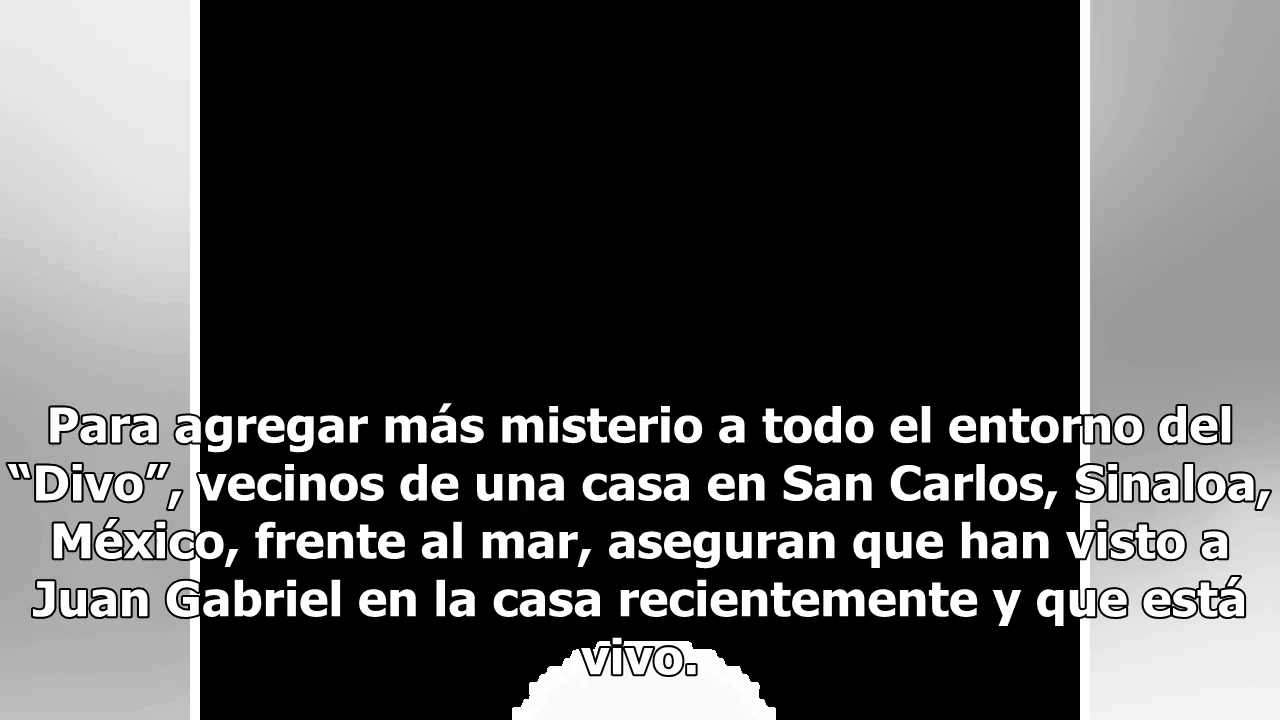 Para agregar más misterio a todo el entorno del
“Divo”, vecinos de una casa en San Carlos, Sinaloa,
México, frente al mar, aseguran que han visto a
Juan Gabriel en la casa recientemente y que está
vivo.